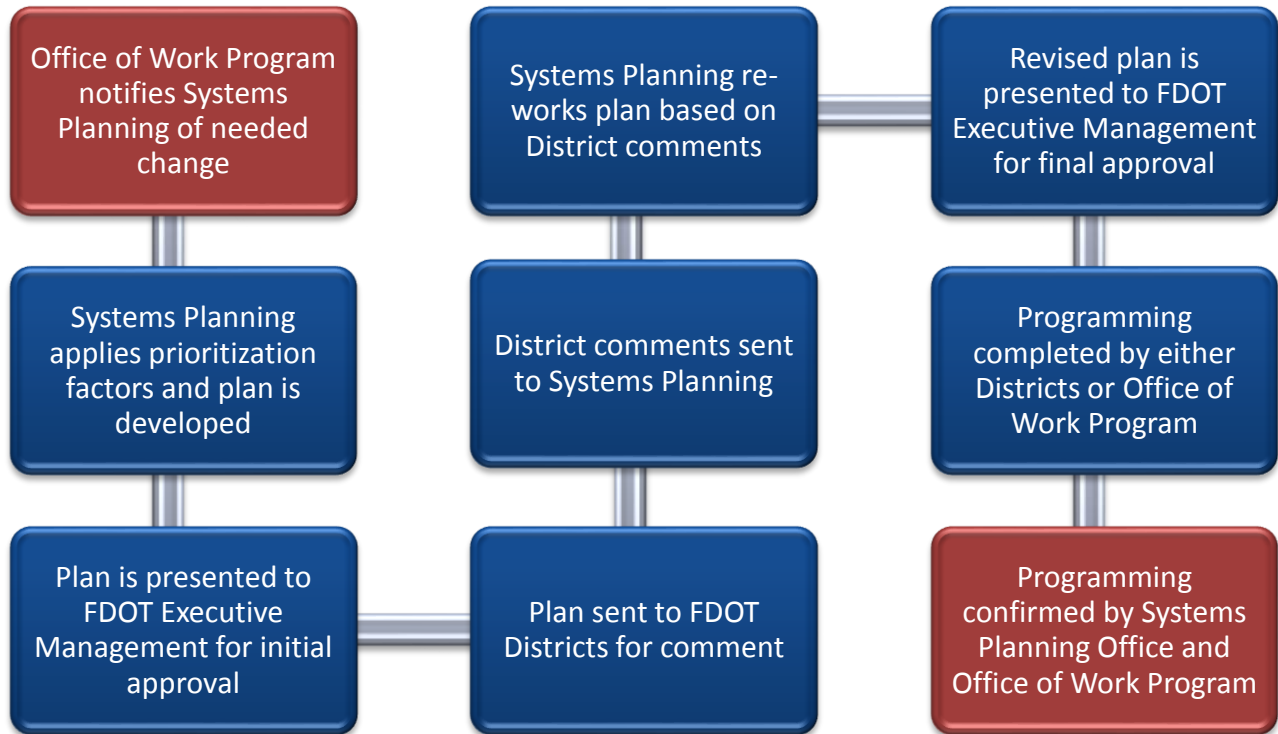 Office of Work Program
notifies Systems
Planning of needed
change
Systems Planning
applies prioritization
factors and plan is
developed
Plan is presented to
FDOT Executive
Management for initial
approval
Plan sent to FDOT
Districts for comment
District comments sent
to Systems Planning
Systems Planning re-
works plan based on
District comments
Revised plan is
presented to FDOT
Executive Management
for final approval
Programming
completed by either
Districts or Office of
Work Program
Programming
confirmed by Systems
Planning Office and
Office of Work Program